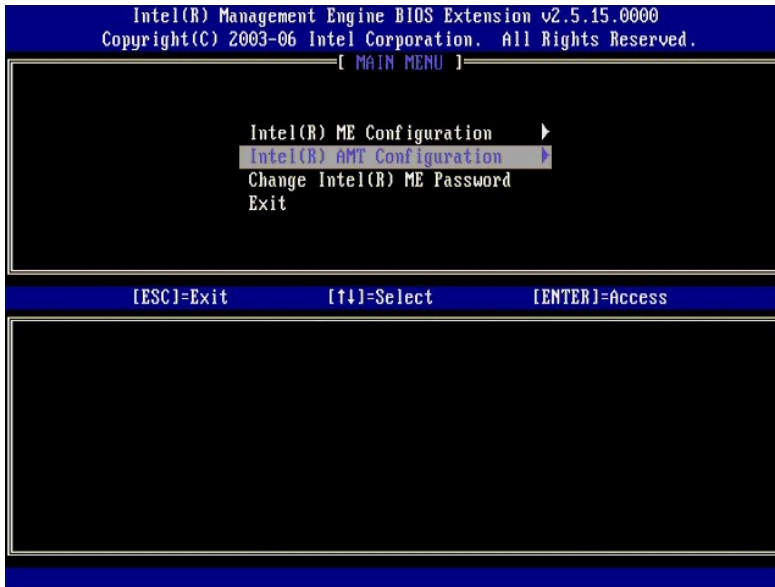 Intel(R) Management Engine BIOS Extension v2.5.15.0000
Copyright(C) 2003-06 Intel Corporation. All Rights Reserved.
[ MAIN MENU ]
Intel(R) ME Configuration
Intel(R) AMT Configuration
Change Intel(R) ME Password
Exit
[ESC]=Exit [↑↓]=Select [ENTER]=Access